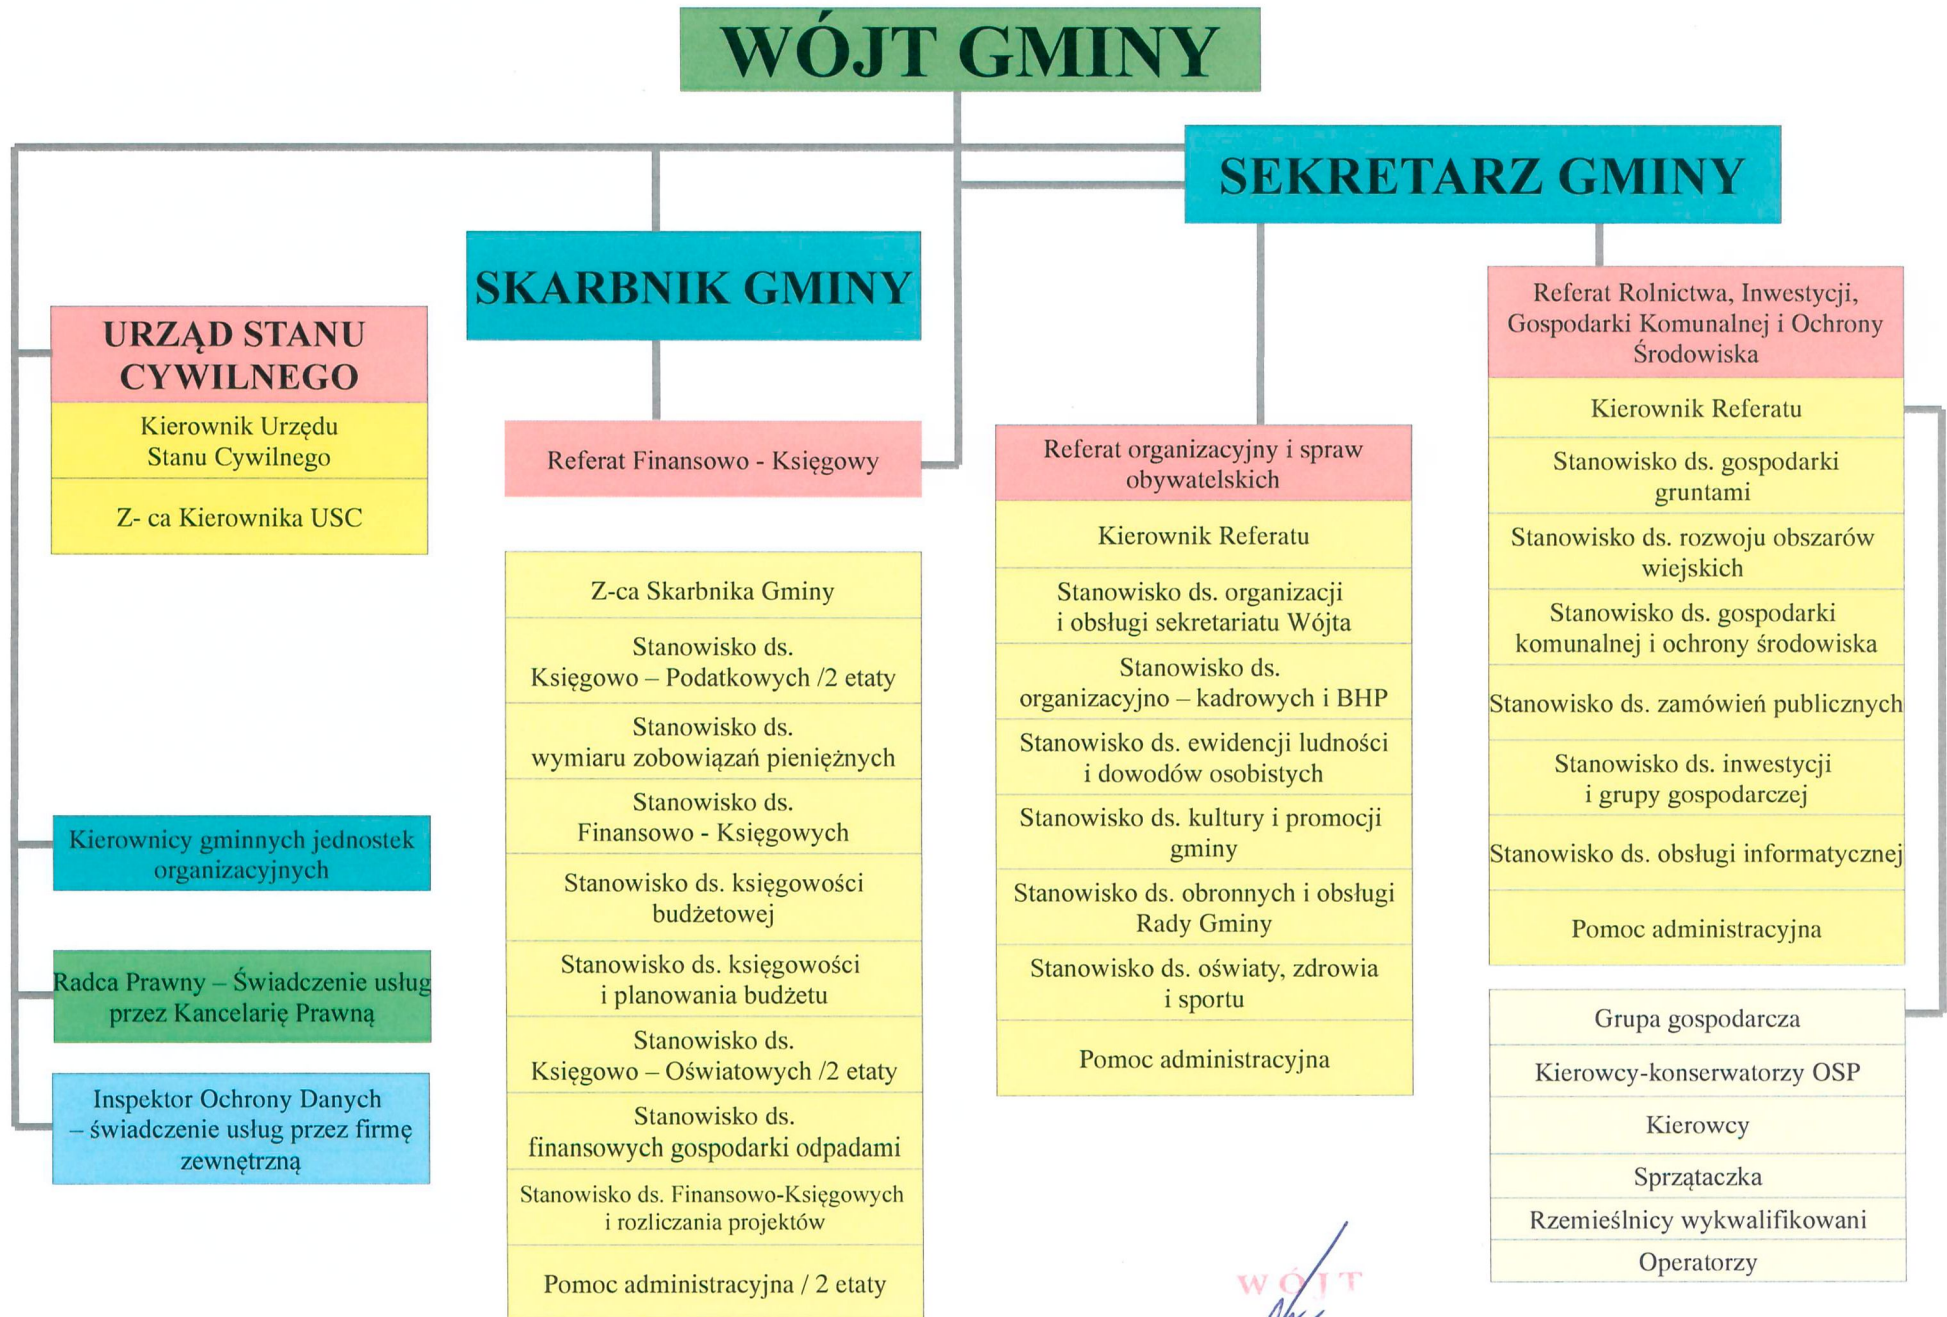 WÓJT GMINY
SEKRETARZ GMINY
SKARBNIK GMINY
URZĄD STANU
CYWILNEGO
Kierownik Urzędu
Stanu Cywilnego
Z- ca Kierownika USC
Kierownicy gminnych jednostek
organizacyjnych
Radca Prawny – Świadczenie usług
przez Kancelarię Prawną
Inspektor Ochrony Danych
– świadczenie usług przez firmę
zewnętrzną
Referat Finansowo - Księgowy
Z-ca Skarbnika Gminy
Stanowisko ds.
Księgowo – Podatkowych /2 etaty
Stanowisko ds.
wymiaru zobowiązań pieniężnych
Stanowisko ds.
Finansowo - Księgowych
Stanowisko ds. księgowości
budżetowej
Stanowisko ds. księgowości
i planowania budżetu
Stanowisko ds.
Księgowo – Oświatowych /2 etaty
Stanowisko ds.
finansowych gospodarki odpadami
Stanowisko ds. Finansowo-Księgowych
i rozliczania projektów
Pomoc administracyjna / 2 etaty
Referat organizacyjny i spraw
obywatelskich
Kierownik Referatu
Stanowisko ds. organizacji
i obsługi sekretariatu Wójta
Stanowisko ds.
organizacyjno – kadrowych i BHP
Stanowisko ds. ewidencji ludności
i dowodów osobistych
Stanowisko ds. kultury i promocji
gminy
Stanowisko ds. obronnych i obsługi
Rady Gminy
Stanowisko ds. oświaty, zdrowia
i sportu
Pomoc administracyjna
Referat Rolnictwa, Inwestycji,
Gospodarki Komunalnej i Ochrony
Środowiska
Kierownik Referatu
Stanowisko ds. gospodarki
gruntami
Stanowisko ds. rozwoju obszarów
wiejskich
Stanowisko ds. gospodarki
komunalnej i ochrony środowiska
Stanowisko ds. zamówień publicznych
Stanowisko ds. inwestycji
i grupy gospodarczej
Stanowisko ds. obsługi informatycznej
Pomoc administracyjna
Grupa gospodarcza
Kierowcy-konserwatorzy OSP
Kierowcy
Sprzątaczka
Rzemieślnicy wykwalifikowani
Operatorzy
WÓJT